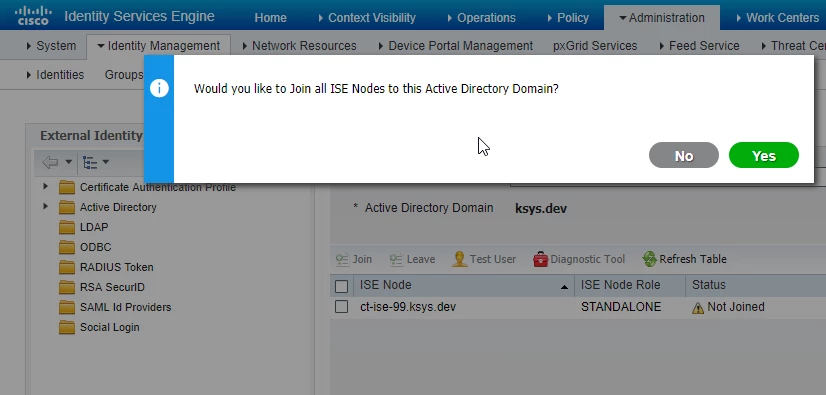 cisco Identity Services Engine Home Context Visibility Operations Policy Administration Work Centers
System Identity Management Network Resources Device Portal Management pxGrid Services Feed Service Threat Cen
Identities Groups
Would you like to Join all ISE Nodes to this Active Directory Domain?
No Yes
External Identity
Certificate Authentication Profile
Active Directory
LDAP
ODBC
RADIUS Token
RSA SecurID
SAML Id Providers
Social Login
* Active Directory Domain ksys.dev
Join Leave Test User Diagnostic Tool Refresh Table
ISE Node ISE Node Role Status
ct-ise-99.ksys.dev STANDALONE Not Joined